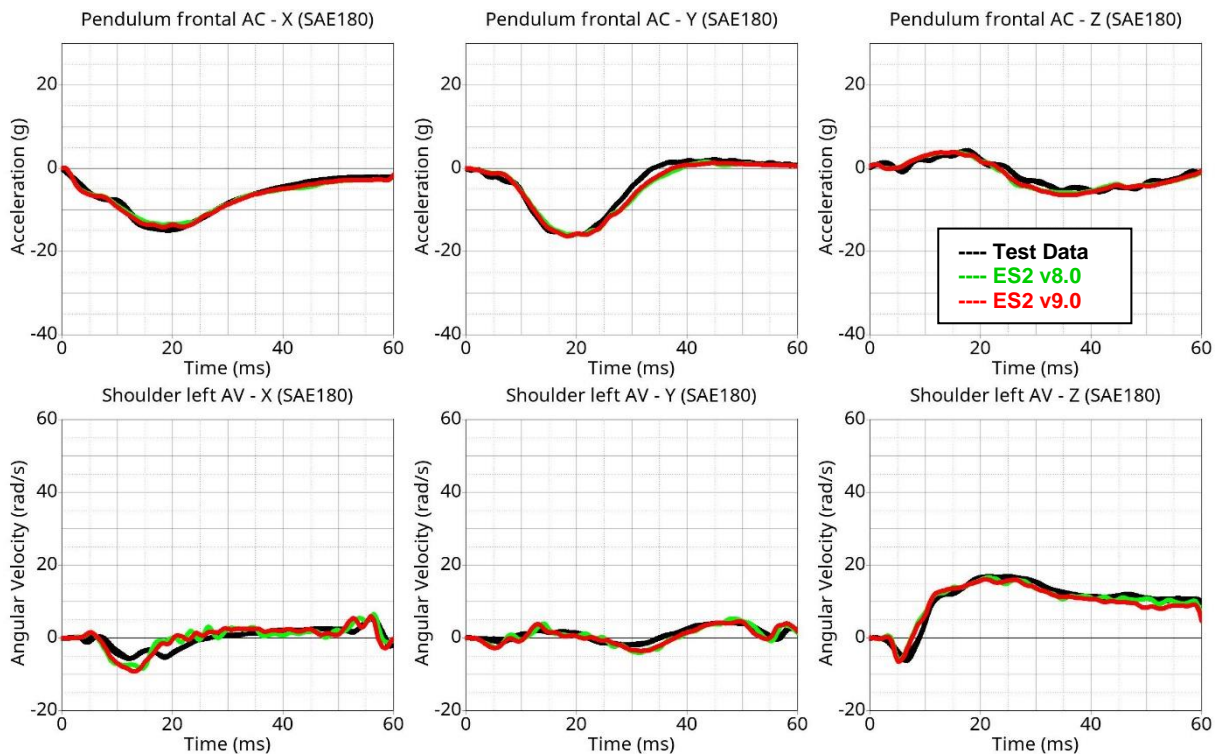 Pendulum frontal AC - X (SAE180)
Pendulum frontal AC - Y (SAE180)
Pendulum frontal AC - Z (SAE180)
Acceleration (g)
20
0
-20
-40
0
20
40
60
Time (ms)
Acceleration (g)
20
0
-20
-40
0
20
40
60
Time (ms)
Acceleration (g)
20
0
-20
-40
0
20
40
60
Time (ms)
---- Test Data
---- ES2 v8.0
---- ES2 v9.0
Shoulder left AV - X (SAE180)
Shoulder left AV - Y (SAE180)
Shoulder left AV - Z (SAE180)
Angular Velocity (rad/s)
60
40
20
0
-20
0
20
40
60
Time (ms)
Angular Velocity (rad/s)
60
40
20
0
-20
0
20
40
60
Time (ms)
Angular Velocity (rad/s)
60
40
20
0
-20
0
20
40
60
Time (ms)